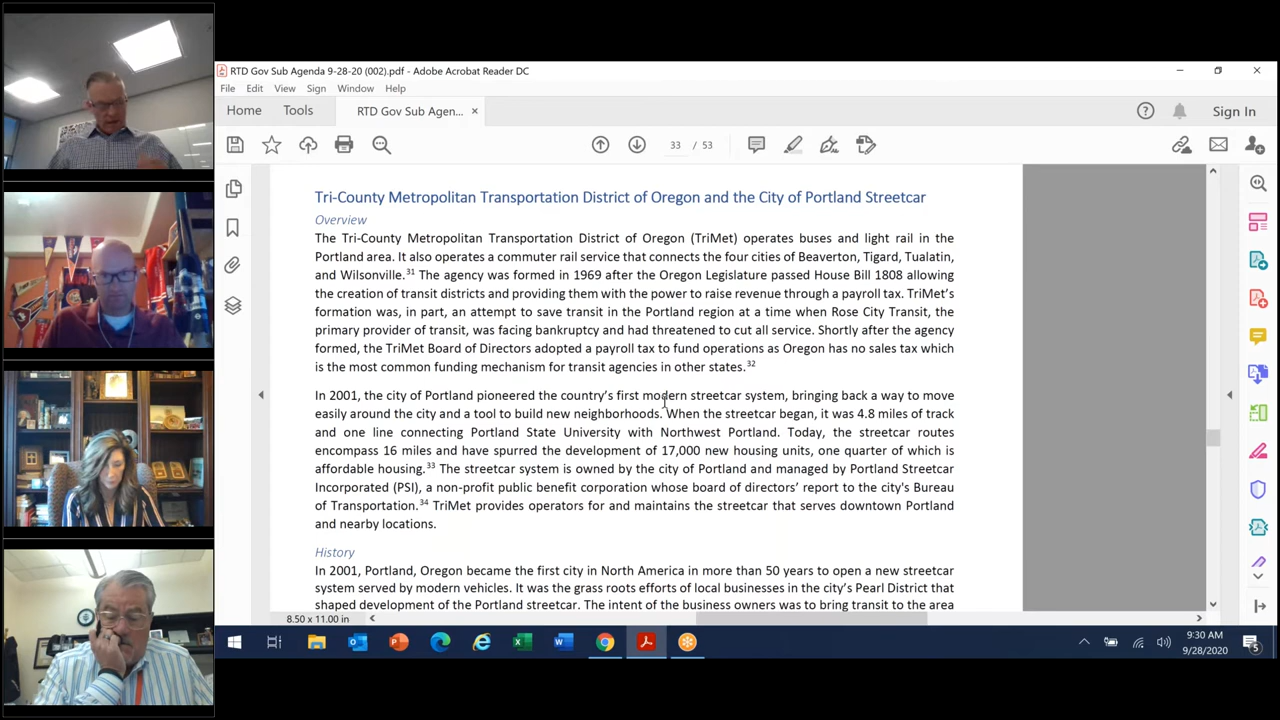 RTD Gov Sub Agenda 9-28-20 (002).pdf - Adobe Acrobat Reader DC
File Edit View Sign Window Help
Home Tools RTD Gov Sub Agen... × Sign In
33 / 53
Tri-County Metropolitan Transportation District of Oregon and the City of Portland Streetcar
Overview
The Tri-County Metropolitan Transportation District of Oregon (TriMet) operates buses and light rail in the
Portland area. It also operates a commuter rail service that connects the four cities of Beaverton, Tigard, Tualatin,
and Wilsonville.31 The agency was formed in 1969 after the Oregon Legislature passed House Bill 1808 allowing
the creation of transit districts and providing them with the power to raise revenue through a payroll tax. TriMet's
formation was, in part, an attempt to save transit in the Portland region at a time when Rose City Transit, the
primary provider of transit, was facing bankruptcy and had threatened to cut all service. Shortly after the agency
formed, the TriMet Board of Directors adopted a payroll tax to fund operations as Oregon has no sales tax which
is the most common funding mechanism for transit agencies in other states.32
In 2001, the city of Portland pioneered the country's first modern streetcar system, bringing back a way to move
easily around the city and a tool to build new neighborhoods. When the streetcar began, it was 4.8 miles of track
and one line connecting Portland State University with Northwest Portland. Today, the streetcar routes
encompass 16 miles and have spurred the development of 17,000 new housing units, one quarter of which is
affordable housing.33 The streetcar system is owned by the city of Portland and managed by Portland Streetcar
Incorporated (PSI), a non-profit public benefit corporation whose board of directors' report to the city's Bureau
of Transportation.34 TriMet provides operators for and maintains the streetcar that serves downtown Portland
and nearby locations.
History
In 2001, Portland, Oregon became the first city in North America in more than 50 years to open a new streetcar
system served by modern vehicles. It was the grass roots efforts of local businesses in the city's Pearl District that
shaped development of the Portland streetcar. The intent of the business owners was to bring transit to the area
8.50 x 11.00 in
9:30 AM
9/28/2020
5